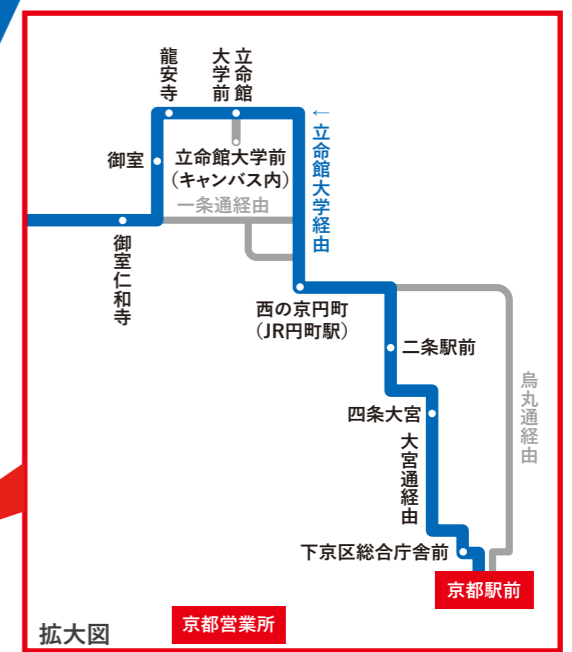 龍安寺
立命館
大学前
御室
立命館大学前
(キャンバス内)
←立命館大学経由
一条通経由
御室仁和寺
西の京円町
(JR円町駅)
二条駅前
烏丸通経由
四条大宮
大宮通経由
下京区総合庁舎前
京都駅前
京都営業所
拡大図